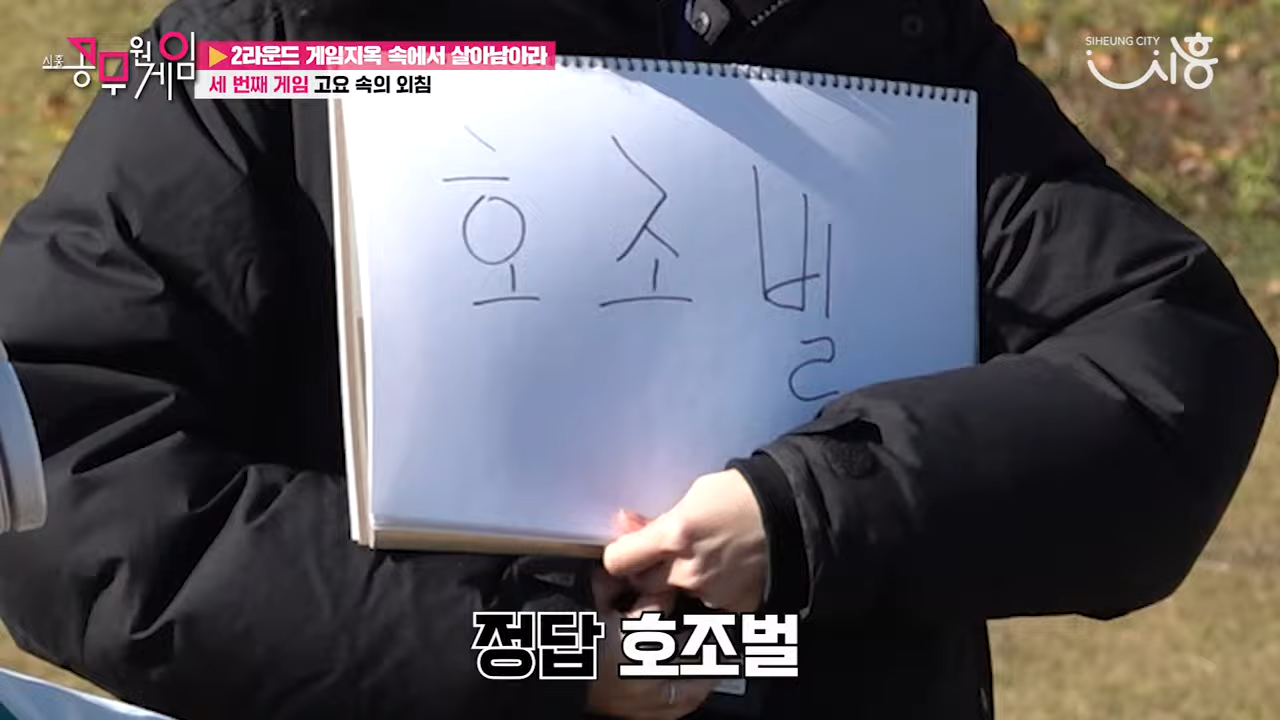 시흥 공무원게임
▶2라운드 게임지옥 속에서 살아남아라
세 번째 게임 고요 속의 외침
SIHEUNG CITY
시흥
호조벌
정답 호조벌